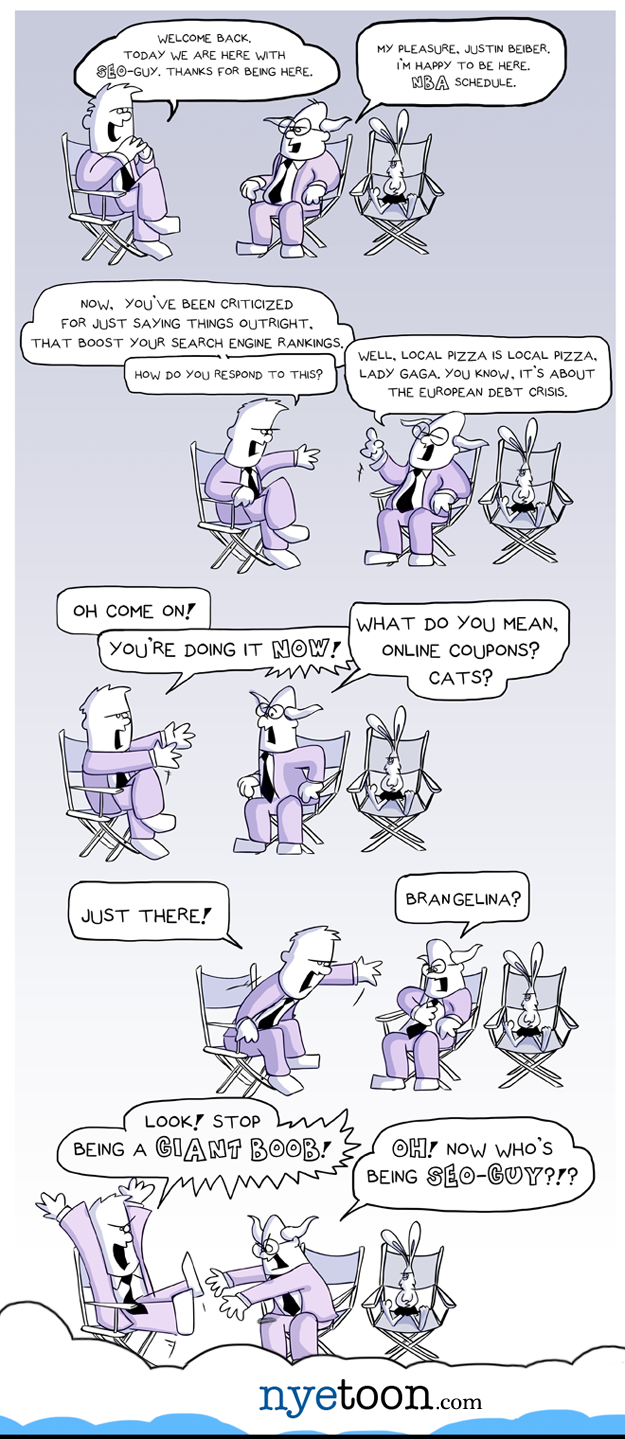 WELCOME BACK.
TODAY WE ARE HERE WITH
SEO-GUY. THANKS FOR BEING HERE.
MY PLEASURE, JUSTIN BEIBER.
I'M HAPPY TO BE HERE.
NBA SCHEDULE.
NOW, YOU'VE BEEN CRITICIZED
FOR JUST SAYING THINGS OUTRIGHT,
THAT BOOST YOUR SEARCH ENGINE RANKINGS.
HOW DO YOU RESPOND TO THIS?
WELL, LOCAL PIZZA IS LOCAL PIZZA,
LADY GAGA. YOU KNOW, IT'S ABOUT
THE EUROPEAN DEBT CRISIS.
OH COME ON!
YOU'RE DOING IT NOW!
WHAT DO YOU MEAN,
ONLINE COUPONS?
CATS?
JUST THERE!
BRANGELINA?
LOOK! STOP
BEING A GIANT BOOB!
OH! NOW WHO'S
BEING SEO-GUY?!?
nyetoon.com